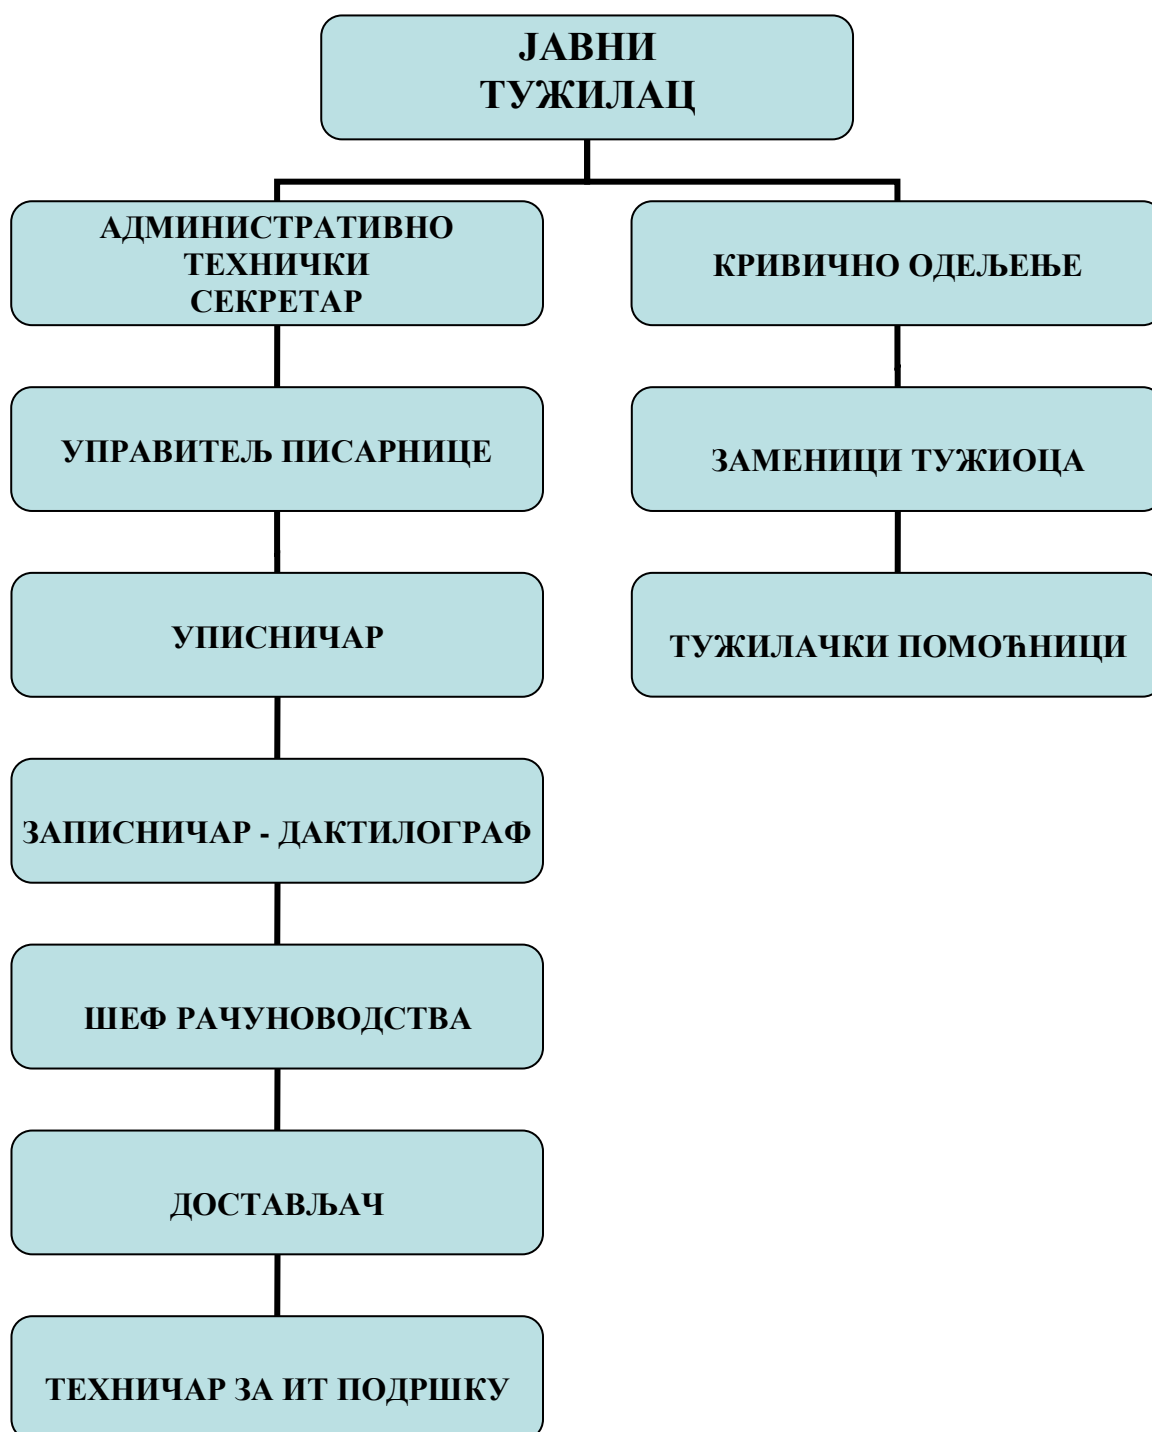 ЈАВНИ
ТУЖИЛАЦ
АДМИНИСТРАТИВНО
ТЕХНИЧКИ
СЕКРЕТАР
КРИВИЧНО ОДЕЉЕЊЕ
УПРАВИТЕЉ ПИСАРНИЦЕ
ЗАМЕНИЦИ ТУЖИОЦА
УПИСНИЧАР
ТУЖИЛАЧКИ ПОМОЋНИЦИ
ЗАПИСНИЧАР - ДАКТИЛОГРАФ
ШЕФ РАЧУНОВОДСТВА
ДОСТАВЉАЧ
ТЕХНИЧАР ЗА ИТ ПОДРШКУ